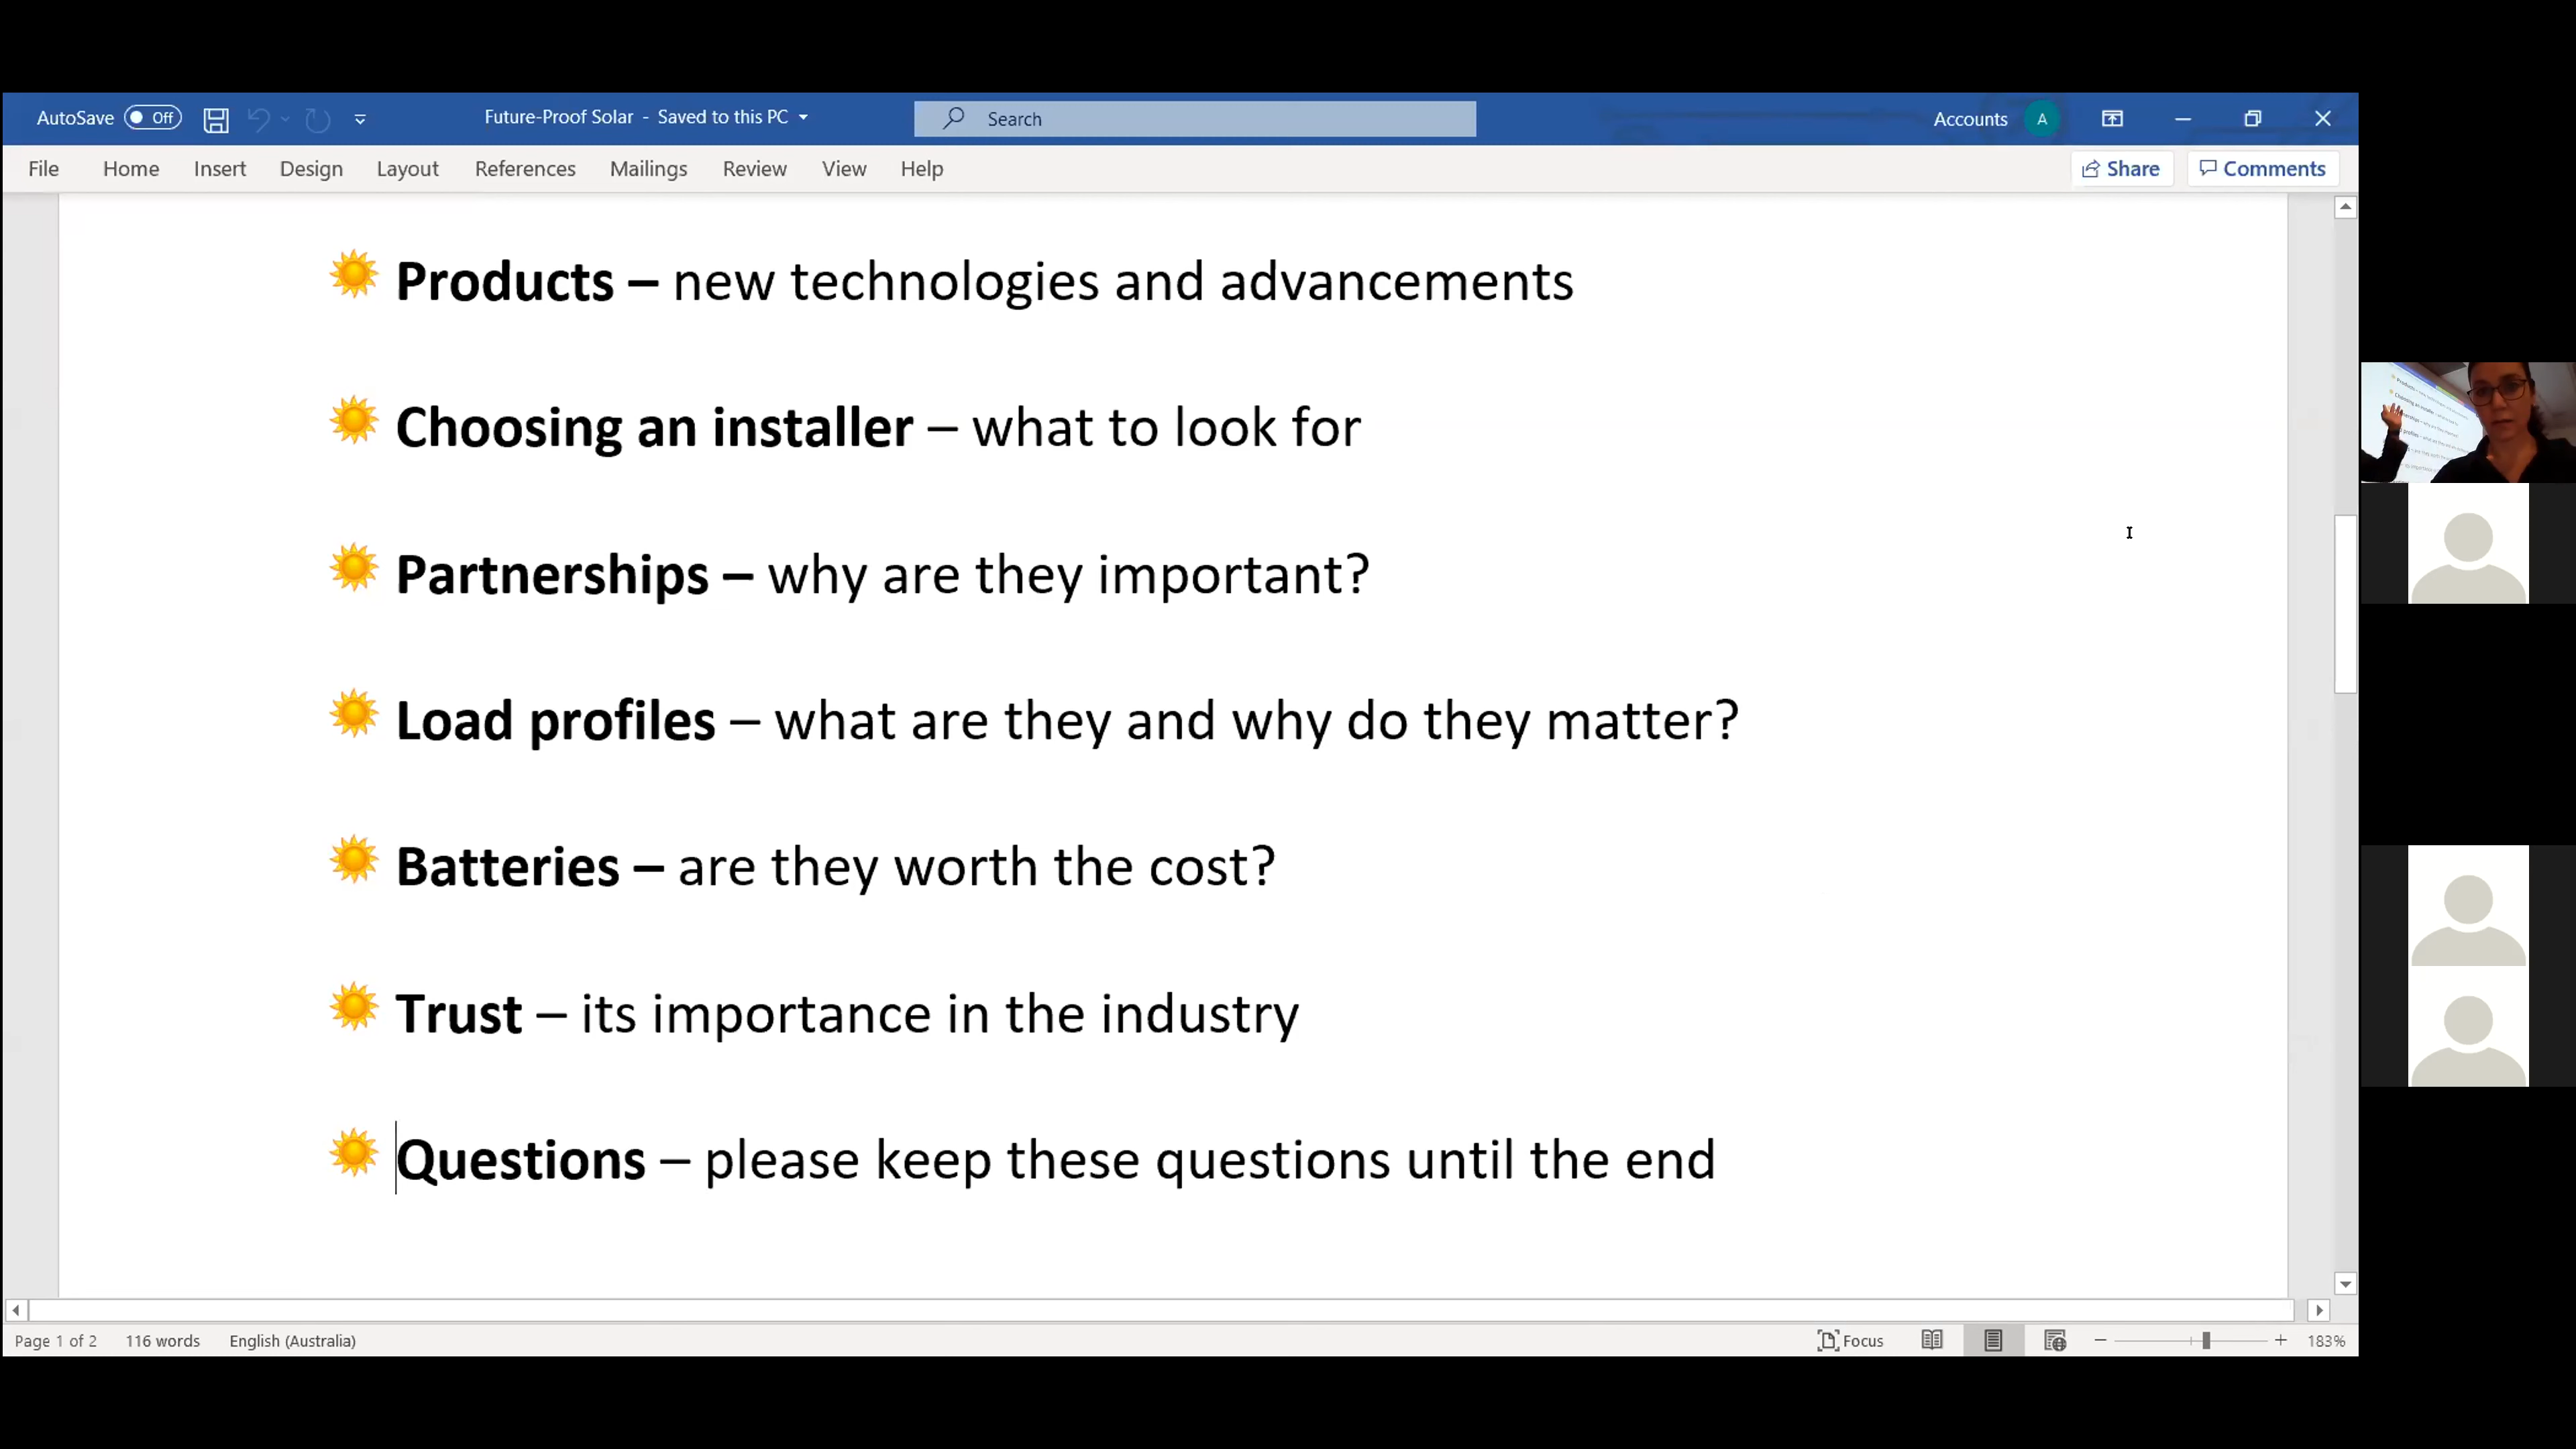 AutoSave Off
Future-Proof Solar - Saved to this PC
Search
Accounts A
File Home Insert Design Layout References Mailings Review View Help
Share Comments
Products – new technologies and advancements
Choosing an installer – what to look for
Partnerships – why are they important?
Load profiles – what are they and why do they matter?
Batteries – are they worth the cost?
Trust – its importance in the industry
Questions – please keep these questions until the end
Page 1 of 2 116 words English (Australia)
Focus 183%